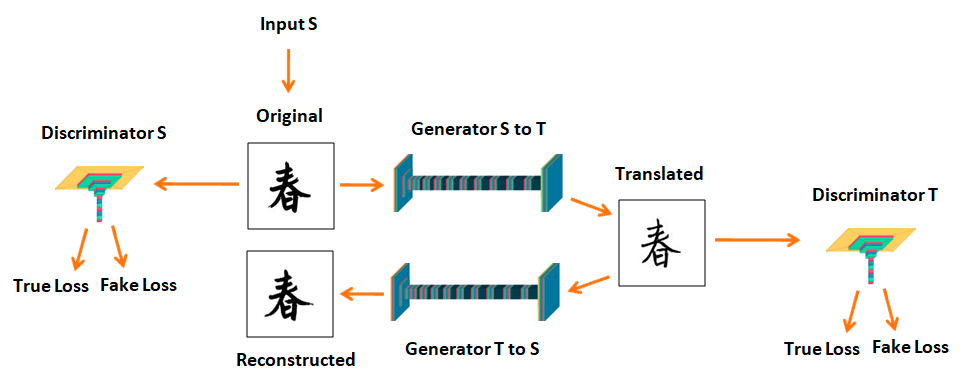 Input S
Original
Discriminator S
Generator S to T
春
Translated
Discriminator T
春
True Loss
Fake Loss
春
Generator T to S
Reconstructed
True Loss
Fake Loss